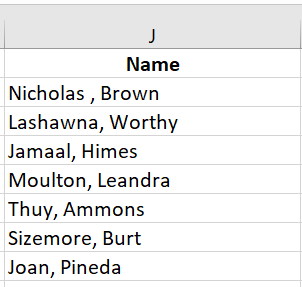 J
Name
Nicholas , Brown
Lashawna, Worthy
Jamaal, Himes
Moulton, Leandra
Thuy, Ammons
Sizemore, Burt
Joan, Pineda